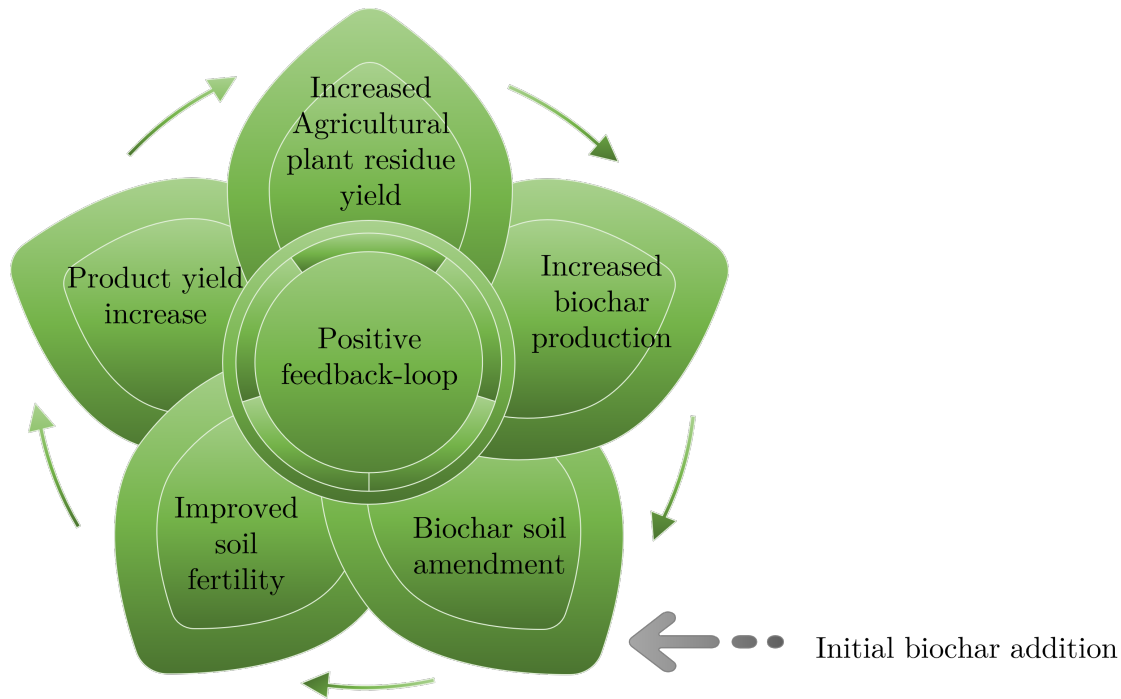 Increased
Agricultural
plant residue
yield
Increased
biochar
production
Biochar soil
amendment
Improved
soil
fertility
Product yield
increase
Positive
feedback-loop
Initial biochar addition